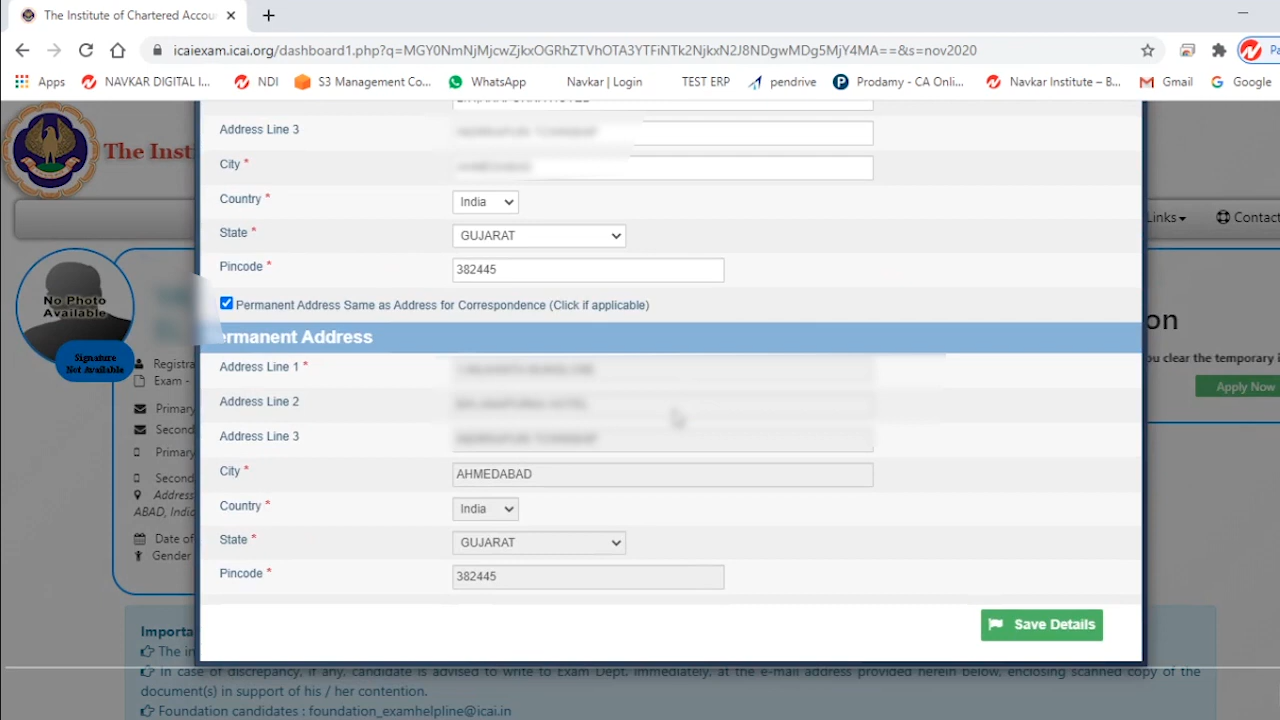 The Institute of Chartered Accou
icaiexam.icai.org/dashboard1.php?q=MGY0NmNjMjcwZjkxOGRhZTVhOTA3YTFiNTk2NjkxN2J8NDgwMDg5MjY4MA==&s=nov2020
Apps NAVKAR DIGITAL I... NDI S3 Management Co... WhatsApp Navkar | Login TEST ERP pendrive Prodamy - CA Onli... Navkar Institute – B... Gmail Google
The Inst
Address Line 3
City * AHMEDABAD
Country * India
State * GUJARAT
Pincode * 382445
Permanent Address Same as Address for Correspondence (Click if applicable)
ermanent Address
Address Line 1 *
Address Line 2
Address Line 3
City * AHMEDABAD
Country * India
State * GUJARAT
Pincode * 382445
Save Details
Links
Contact
No Photo
Available
Signature
Not Available
Registra
Exam -
Primary
Second
Primary
Second
Address
ABAD, India
Date of
Gender
on
ou clear the temporary i
Apply Now
Importa
The in
In case of discrepancy, if any, candidate is advised to write to Exam Dept. immediately, at the e-mail address provided herein below, enclosing scanned copy of the
document(s) in support of his / her contention.
Foundation candidates : foundation_examhelpline@icai.in